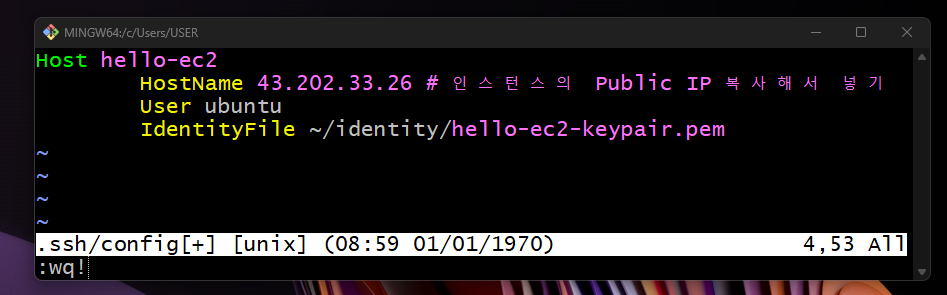 MINGW64:/c/Users/USER
Host hello-ec2
HostName 43.202.33.26 # 인스턴스의 Public IP 복사해서 넣기
User ubuntu
IdentityFile ~/identity/hello-ec2-keypair.pem
~
~
~
~
.ssh/config[+] [unix] (08:59 01/01/1970) 4,53 All
:wq!